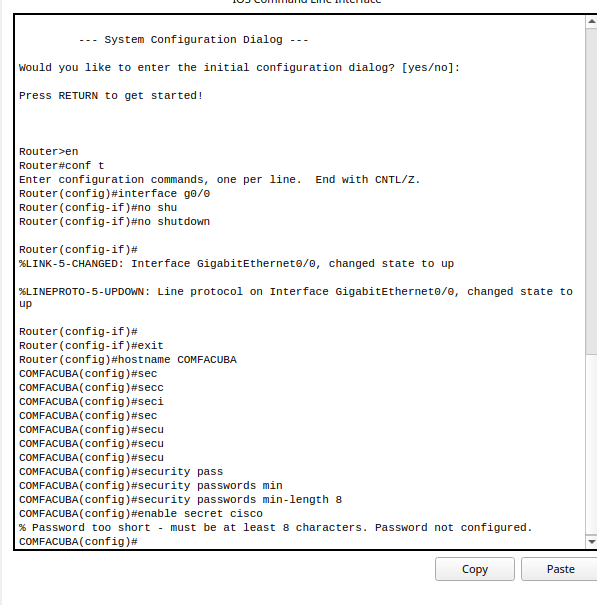 IOS Command Line Interface
--- System Configuration Dialog ---
Would you like to enter the initial configuration dialog? [yes/no]:
Press RETURN to get started!
Router>en
Router#conf t
Enter configuration commands, one per line.  End with CNTL/Z.
Router(config)#interface g0/0
Router(config-if)#no shu
Router(config-if)#no shutdown
Router(config-if)#
%LINK-5-CHANGED: Interface GigabitEthernet0/0, changed state to up
%LINEPROTO-5-UPDOWN: Line protocol on Interface GigabitEthernet0/0, changed state to
up
Router(config-if)#
Router(config-if)#exit
Router(config)#hostname COMFACUBA
COMFACUBA(config)#sec
COMFACUBA(config)#secc
COMFACUBA(config)#seci
COMFACUBA(config)#sec
COMFACUBA(config)#secu
COMFACUBA(config)#secu
COMFACUBA(config)#secu
COMFACUBA(config)#security pass
COMFACUBA(config)#security passwords min
COMFACUBA(config)#security passwords min-length 8
COMFACUBA(config)#enable secret cisco
% Password too short - must be at least 8 characters. Password not configured.
COMFACUBA(config)#
Copy
Paste